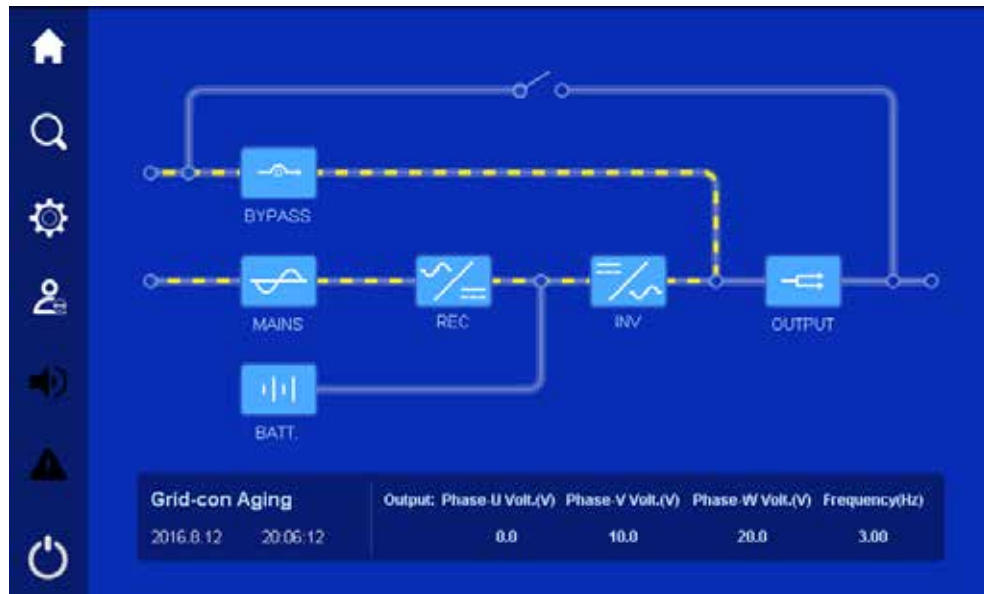 BYPASS
MAINS
REC
INV
OUTPUT
BATT.
Grid-con Aging
Output: Phase-U Volt.(V) Phase-V Volt.(V) Phase-W Volt.(V) Frequency(Hz)
2016.8.12 20:06:12
0.0 10.0 20.0 3.00